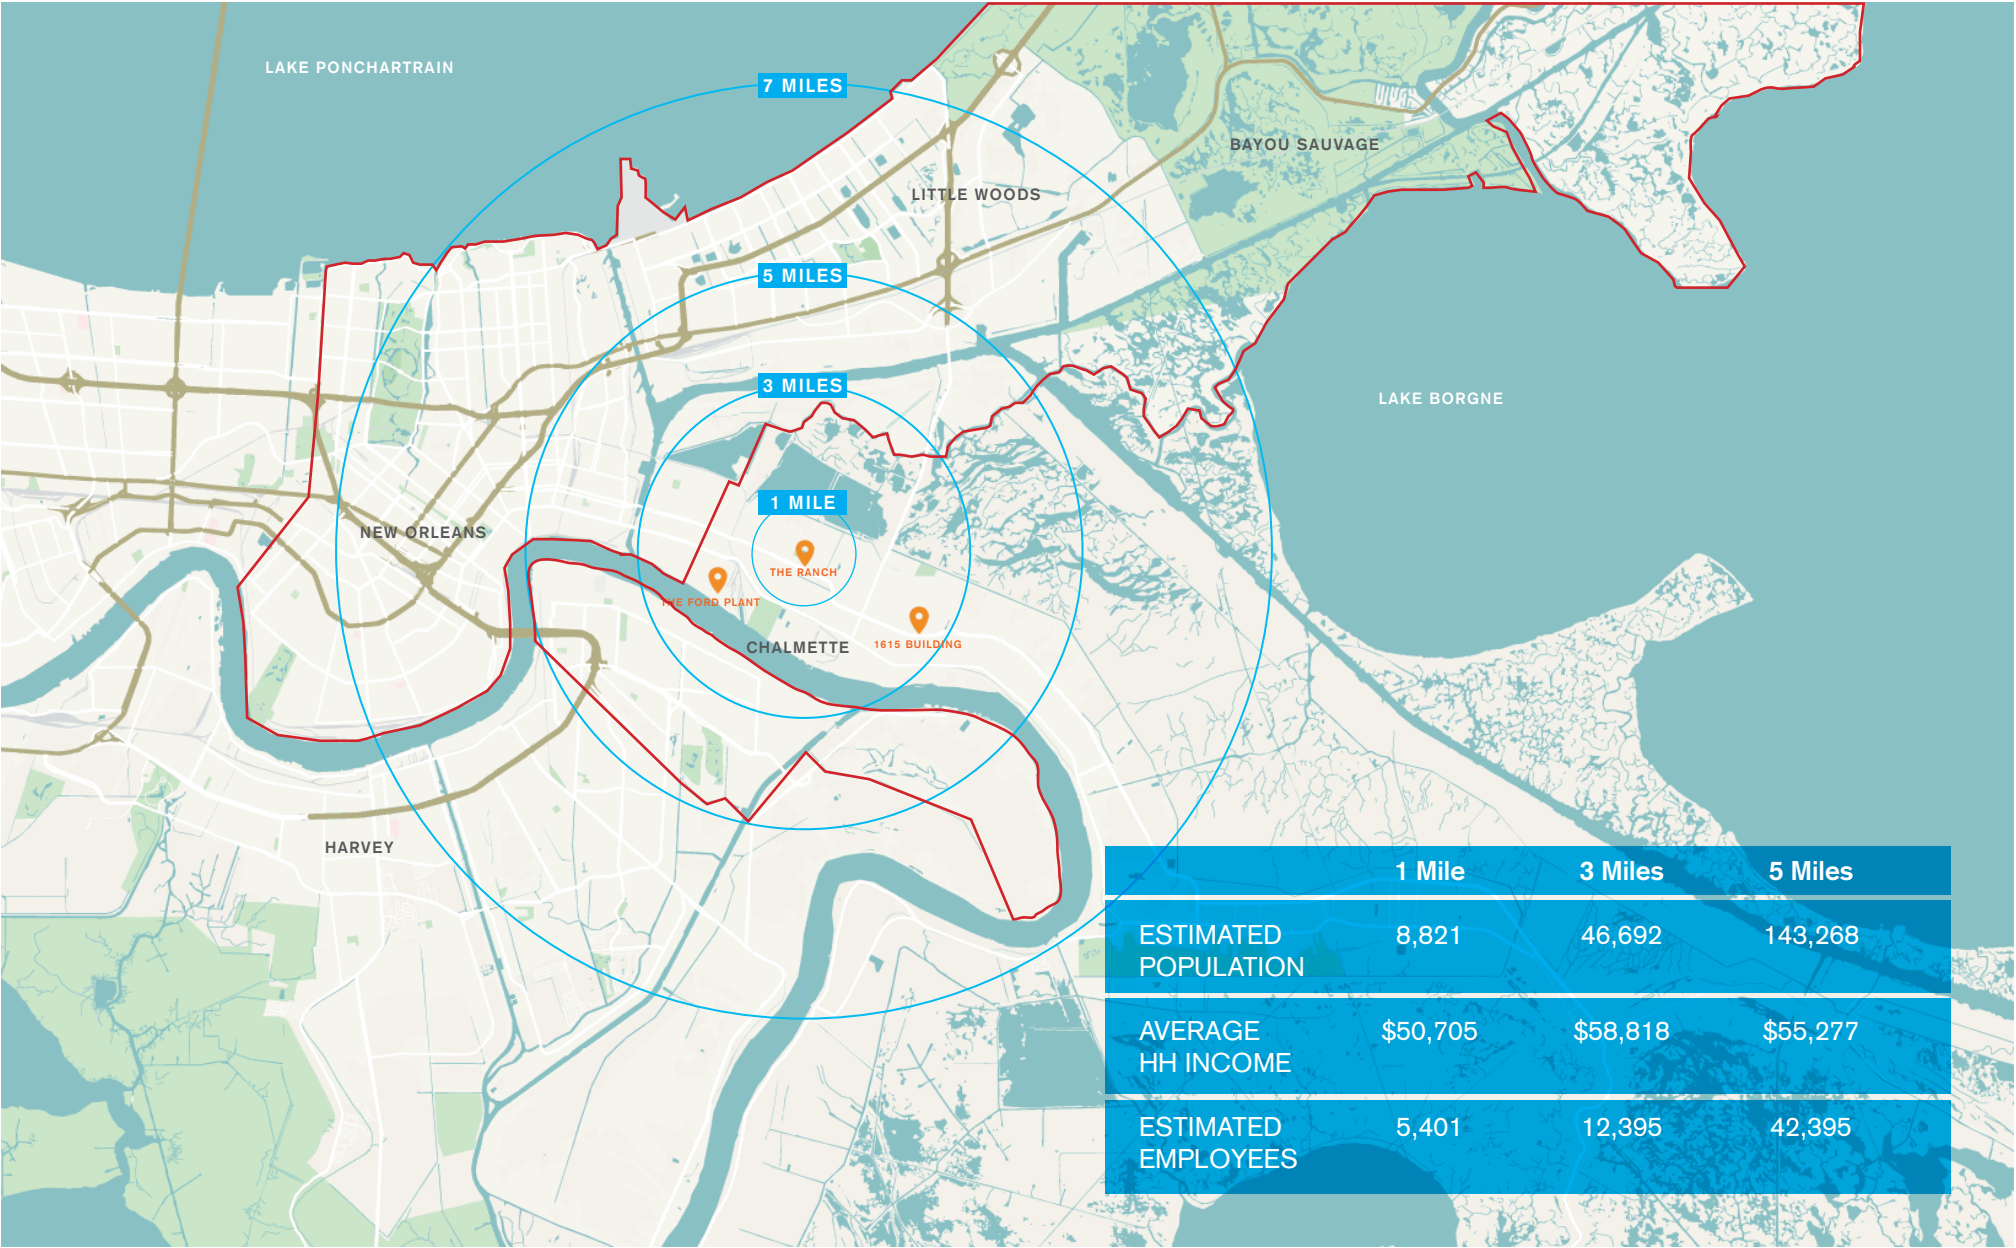 LAKE PONCHARTRAIN
7 MILES
BAYOU SAUVAGE
LITTLE WOODS
5 MILES
3 MILES
LAKE BORGNE
1 MILE
NEW ORLEANS
THE RANCH
THE FORD PLANT
CHALMETTE
1615 BUILDING
HARVEY
1 Mile 3 Miles 5 Miles
ESTIMATED 8,821 46,692 143,268
POPULATION
AVERAGE $50,705 $58,818 $55,277
HH INCOME
ESTIMATED 5,401 12,395 42,395
EMPLOYEES